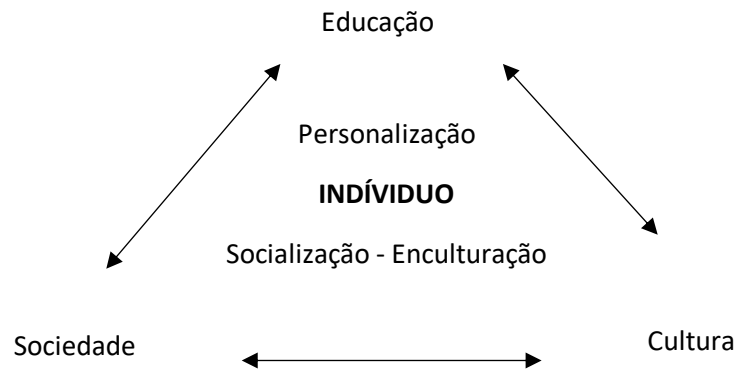 Educação
Personalização
INDÍVIDUO
Socialização - Enculturação
Sociedade
Cultura